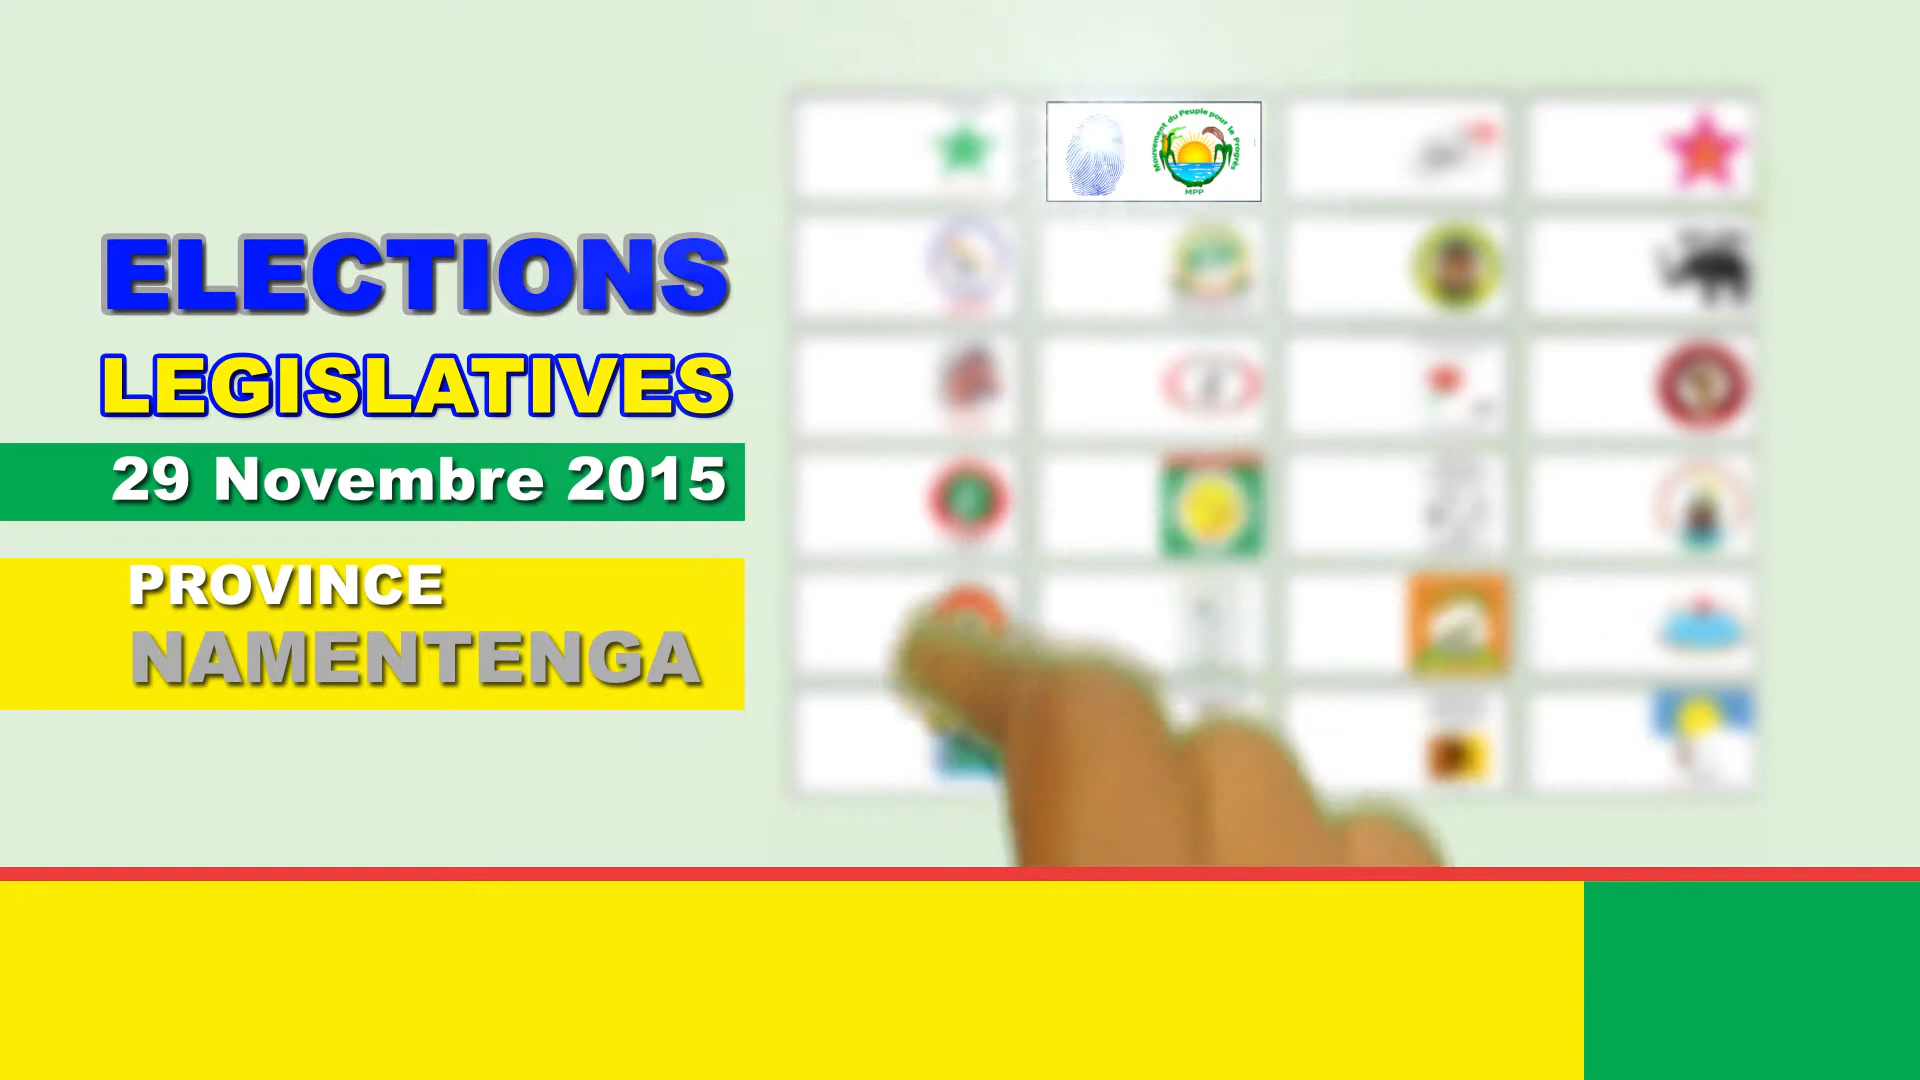 ELECTIONS
LEGISLATIVES
29 Novembre 2015
PROVINCE
NAMENTENGA
Mouvement du Peuple pour le Progrès
MPP